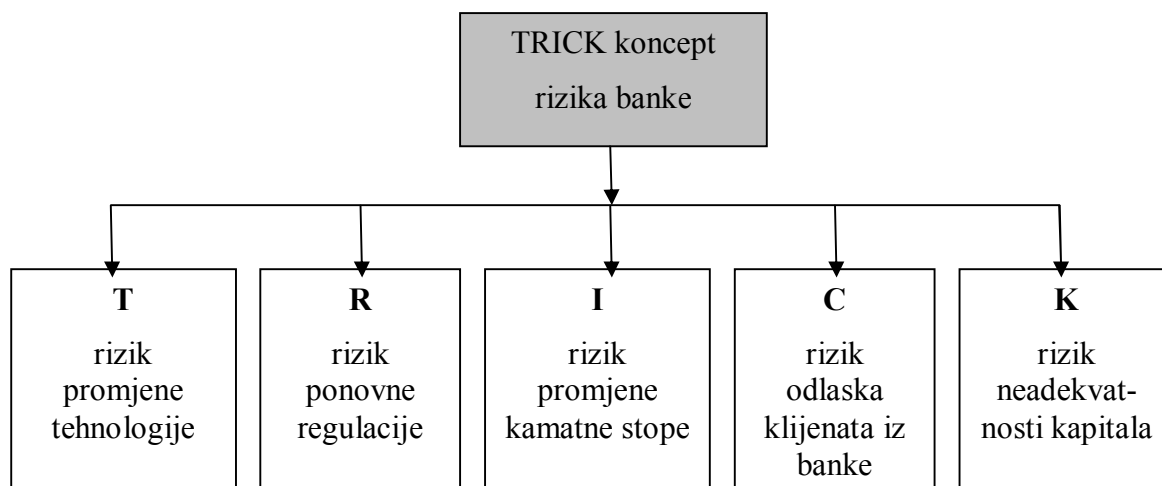 TRICK koncept
rizika banke
T
rizik
promjene
tehnologije
R
rizik
ponovne
regulacije
I
rizik
promjene
kamatne stope
C
rizik
odlaska
klijenata iz
banke
K
rizik
neadekvat-
nosti kapitala